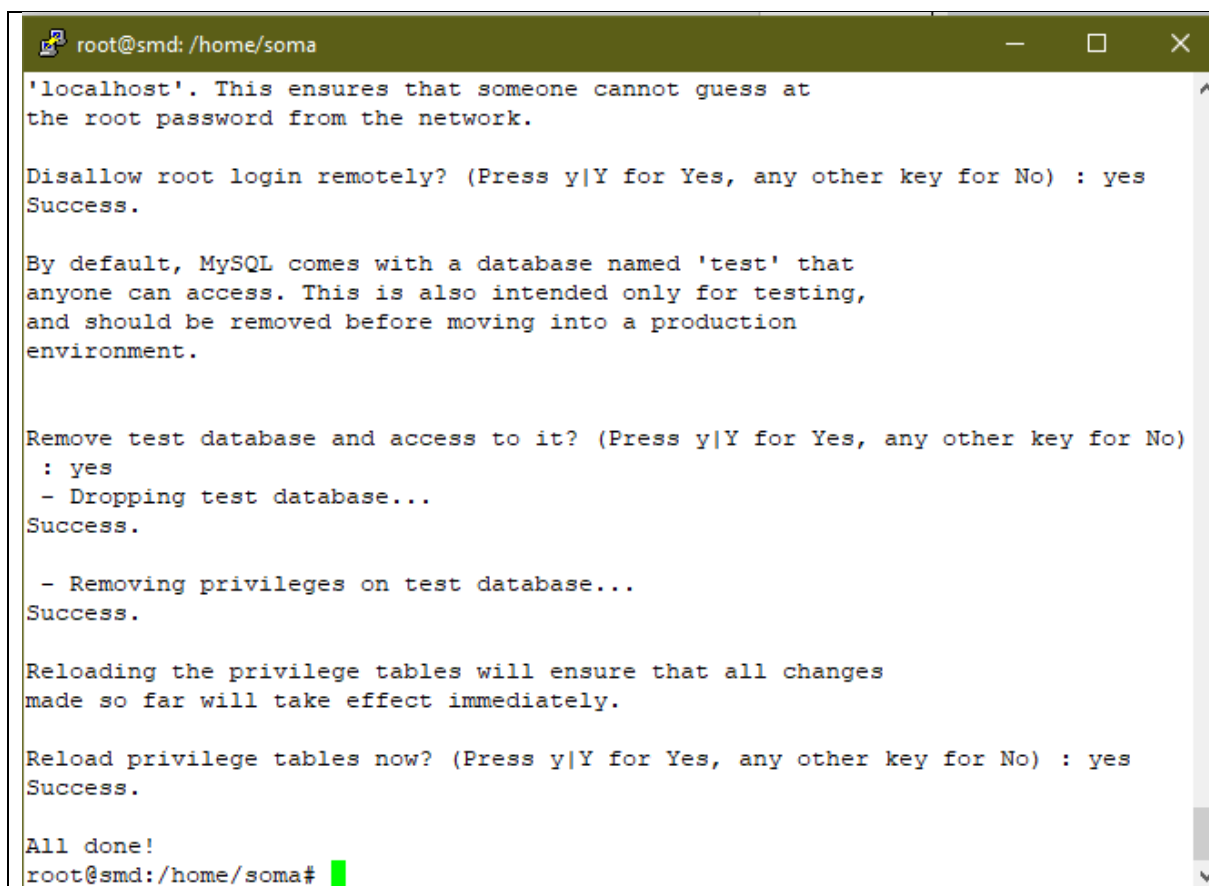 root@smd: /home/soma
'localhost'. This ensures that someone cannot guess at
the root password from the network.
Disallow root login remotely? (Press y|Y for Yes, any other key for No) : yes
Success.
By default, MySQL comes with a database named 'test' that
anyone can access. This is also intended only for testing,
and should be removed before moving into a production
environment.
Remove test database and access to it? (Press y|Y for Yes, any other key for No)
 : yes
 - Dropping test database...
Success.
 - Removing privileges on test database...
Success.
Reloading the privilege tables will ensure that all changes
made so far will take effect immediately.
Reload privilege tables now? (Press y|Y for Yes, any other key for No) : yes
Success.
All done!
root@smd:/home/soma#